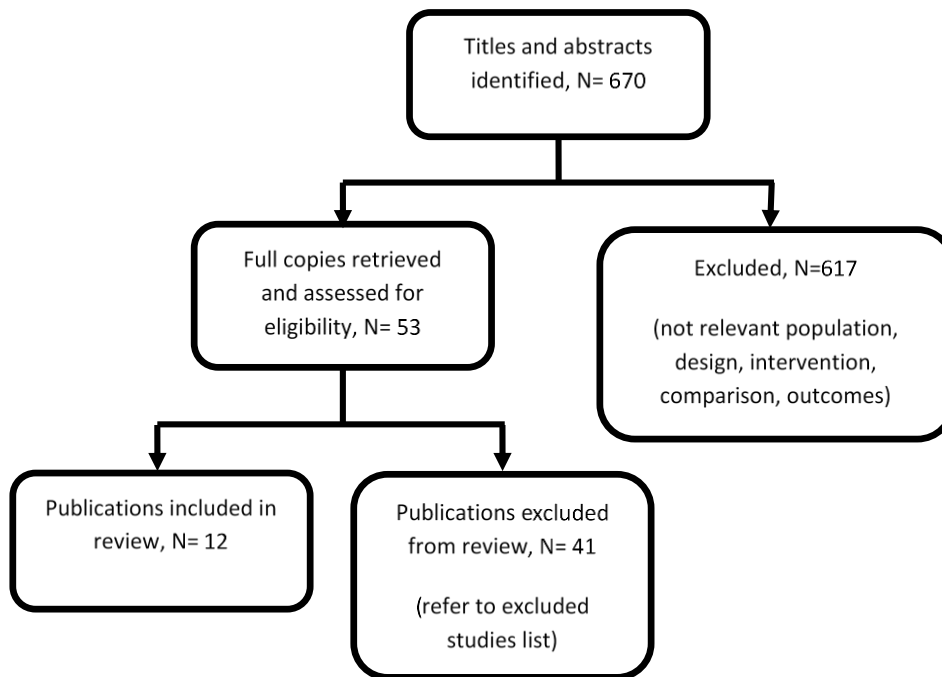 Titles and abstracts
identified, N= 670
Full copies retrieved
and assessed for
eligibility, N= 53
Excluded, N=617
(not relevant population,
design, intervention,
comparison, outcomes)
Publications included in
review, N= 12
Publications excluded
from review, N= 41
(refer to excluded
studies list)